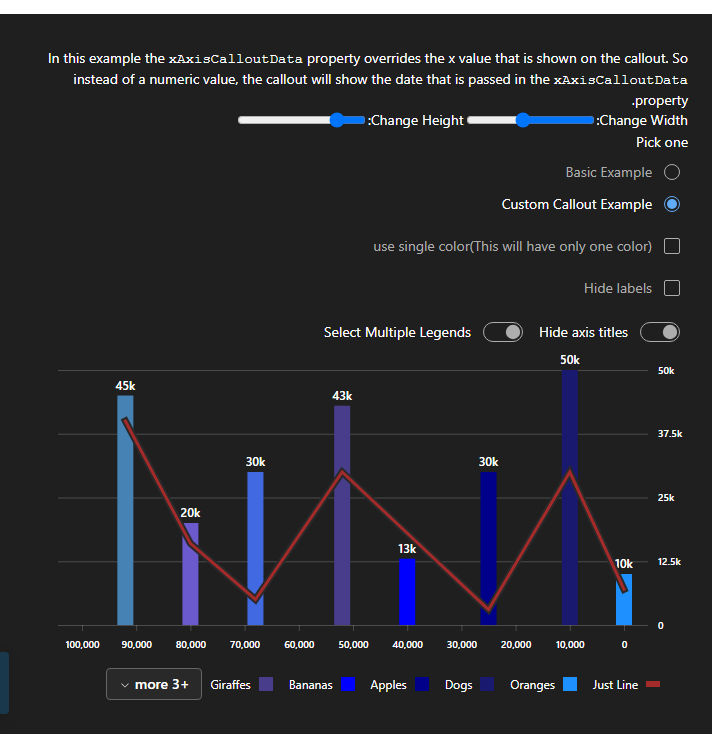 In this example the xAxisCalloutData property overrides the x value that is shown on the callout. So
instead of a numeric value, the callout will show the date that is passed in the xAxisCalloutData
.property
:Change Height :Change Width
Pick one
Basic Example
Custom Callout Example
use single color(This will have only one color)
Hide labels
Select Multiple Legends Hide axis titles
50k
45k
43k
30k
30k
20k
13k
10k
50k
37.5k
25k
12.5k
0
100,000 90,000 80,000 70,000 60,000 50,000 40,000 30,000 20,000 10,000 0
more 3+ Giraffes Bananas Apples Dogs Oranges Just Line